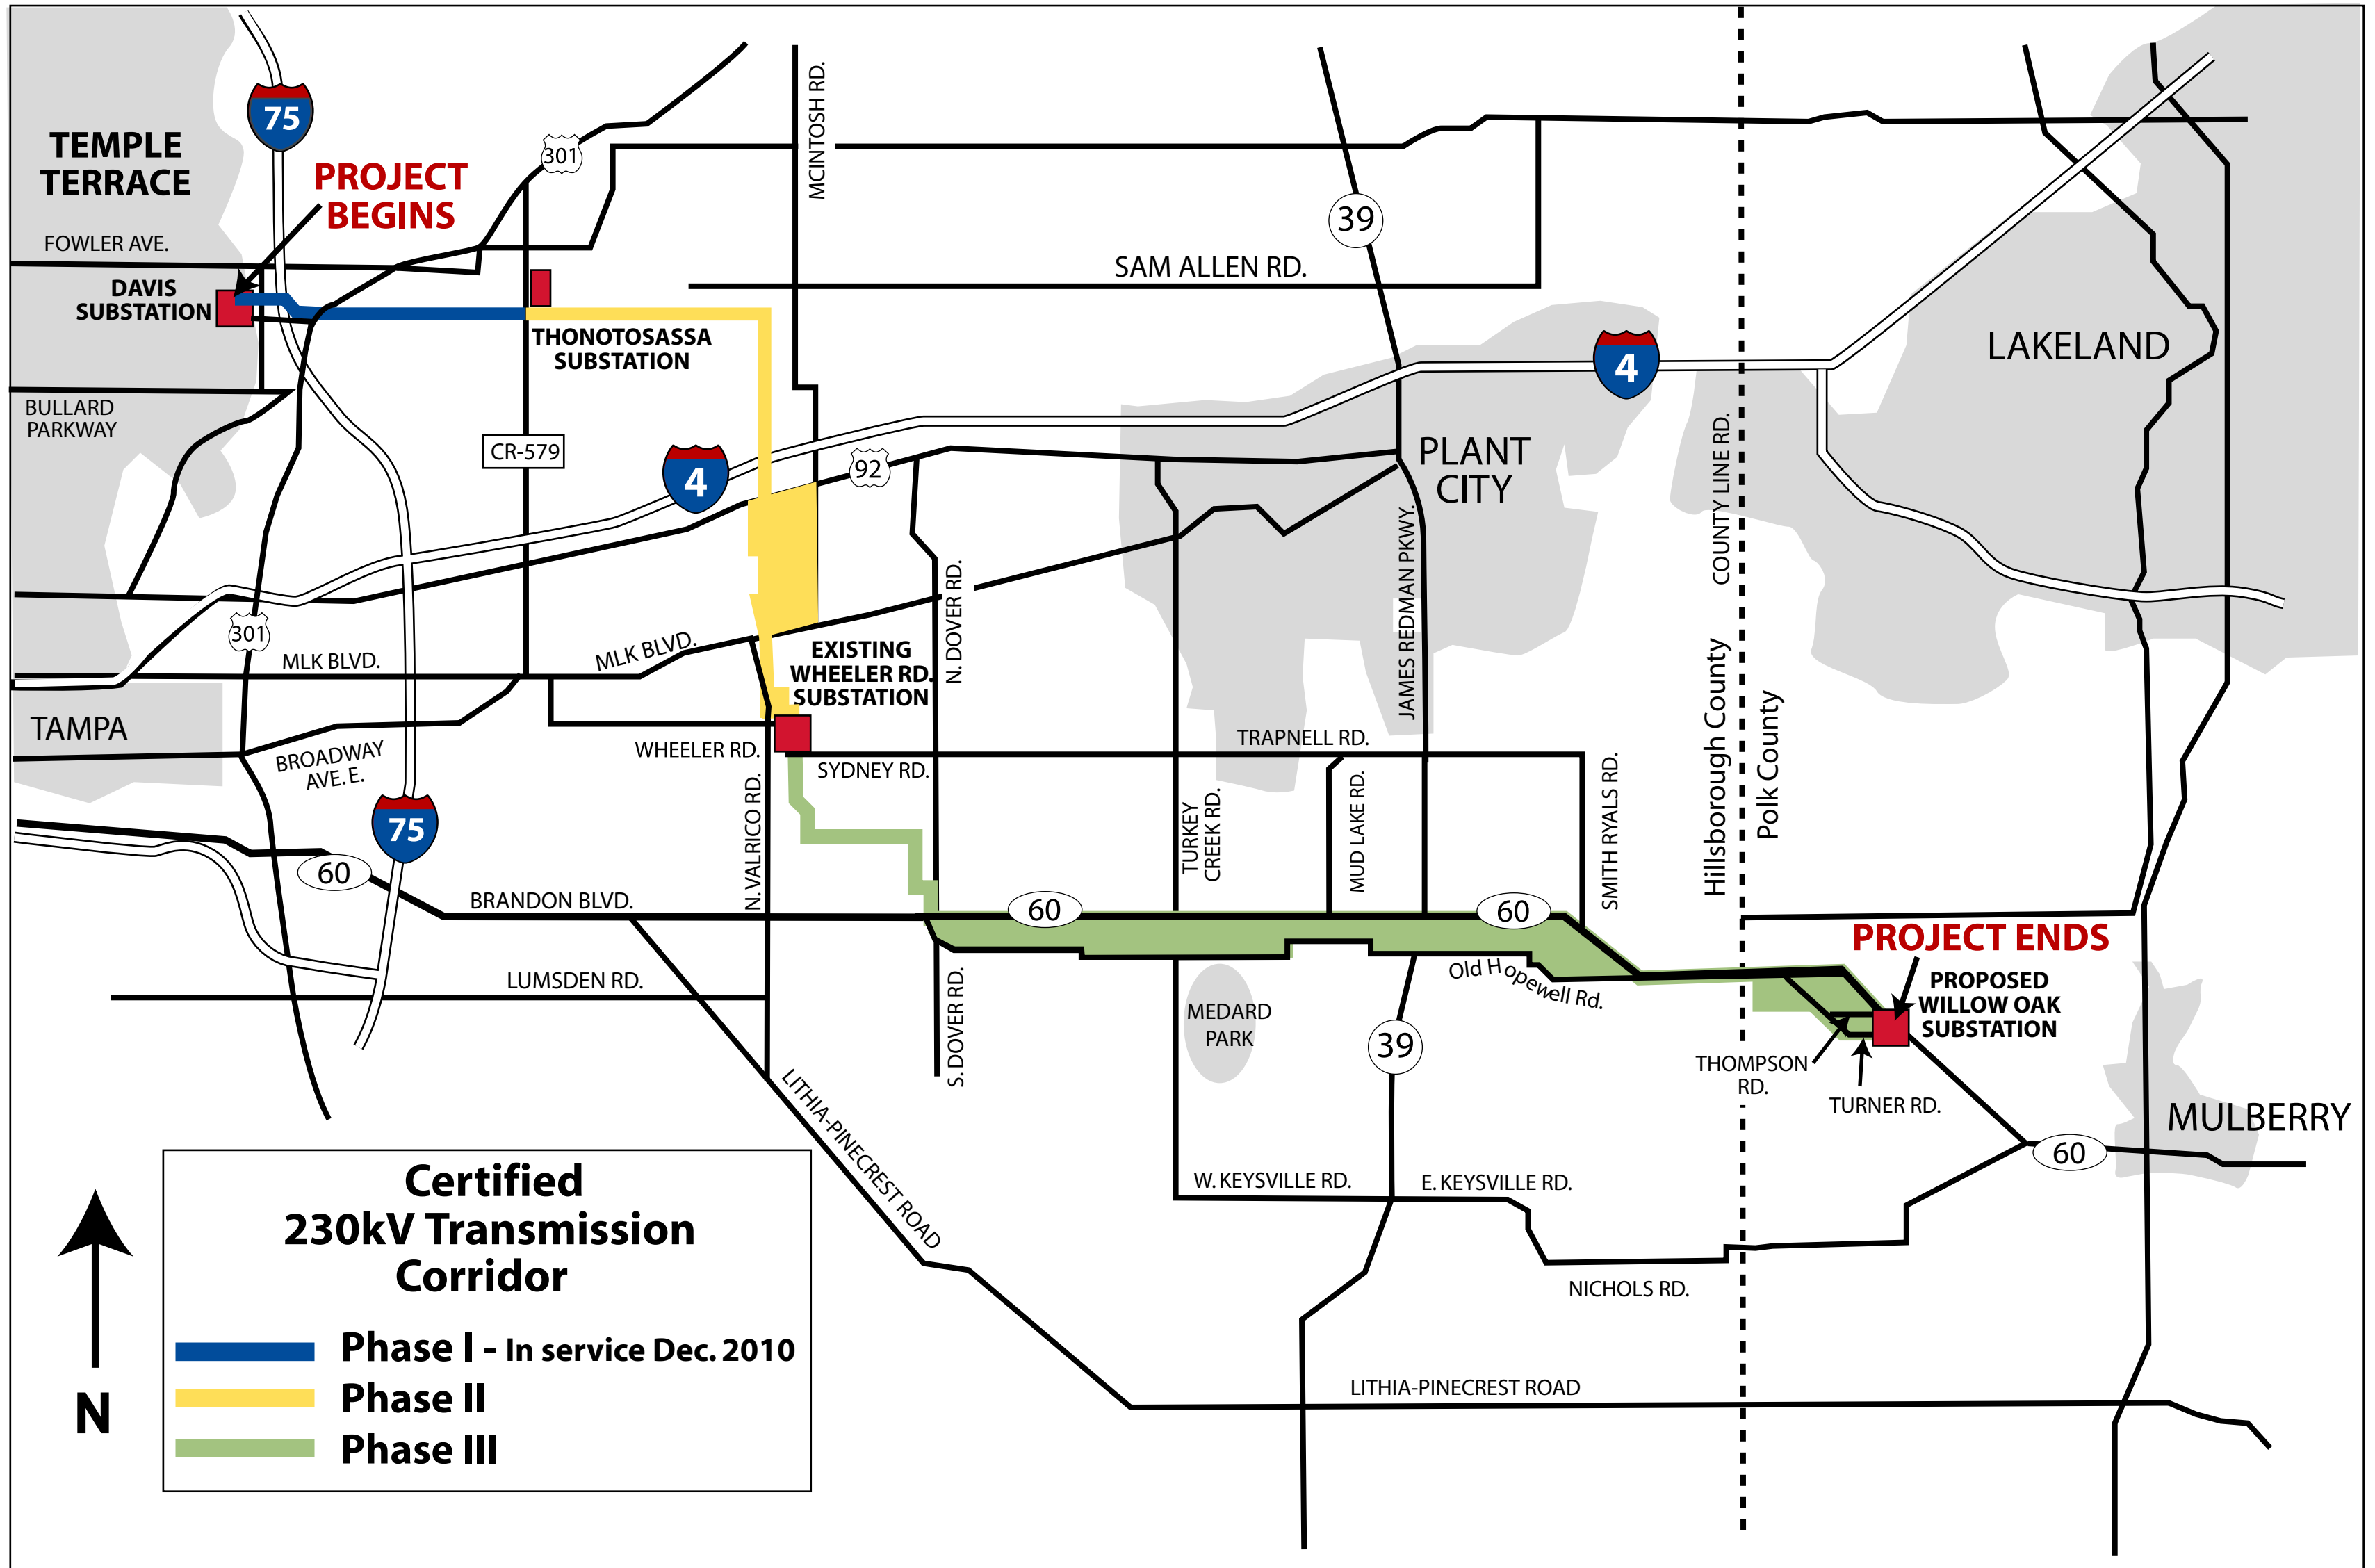 TEMPLE
TERRACE
75
PROJECT
BEGINS
301
MCINTOSH RD.
39
FOWLER AVE.
SAM ALLEN RD.
DAVIS
SUBSTATION
THONOTOSASSA
SUBSTATION
4
LAKELAND
BULLARD
PARKWAY
CR-579
4
92
PLANT
CITY
COUNTY LINE RD.
JAMES REDMAN PKWY.
N. DOVER RD.
301
MLK BLVD.
MLK BLVD.
EXISTING
WHEELER RD.
SUBSTATION
Hillsborough County
Polk County
TAMPA
BROADWAY
AVE. E.
WHEELER RD.
SYDNEY RD.
TRAPNELL RD.
N. VALRICO RD.
TURKEY
CREEK RD.
MUD LAKE RD.
SMITH RYALS RD.
75
60
BRANDON BLVD.
60
60
PROJECT ENDS
PROPOSED
WILLOW OAK
SUBSTATION
LUMSDEN RD.
S. DOVER RD.
Old Hopewell Rd.
MEDARD
PARK
39
THOMPSON
RD.
TURNER RD.
MULBERRY
60
LITHIA-PINECREST ROAD
W. KEYSVILLE RD.
E. KEYSVILLE RD.
NICHOLS RD.
LITHIA-PINECREST ROAD
N
Certified
230kV Transmission
Corridor
Phase I - In service Dec. 2010
Phase II
Phase III